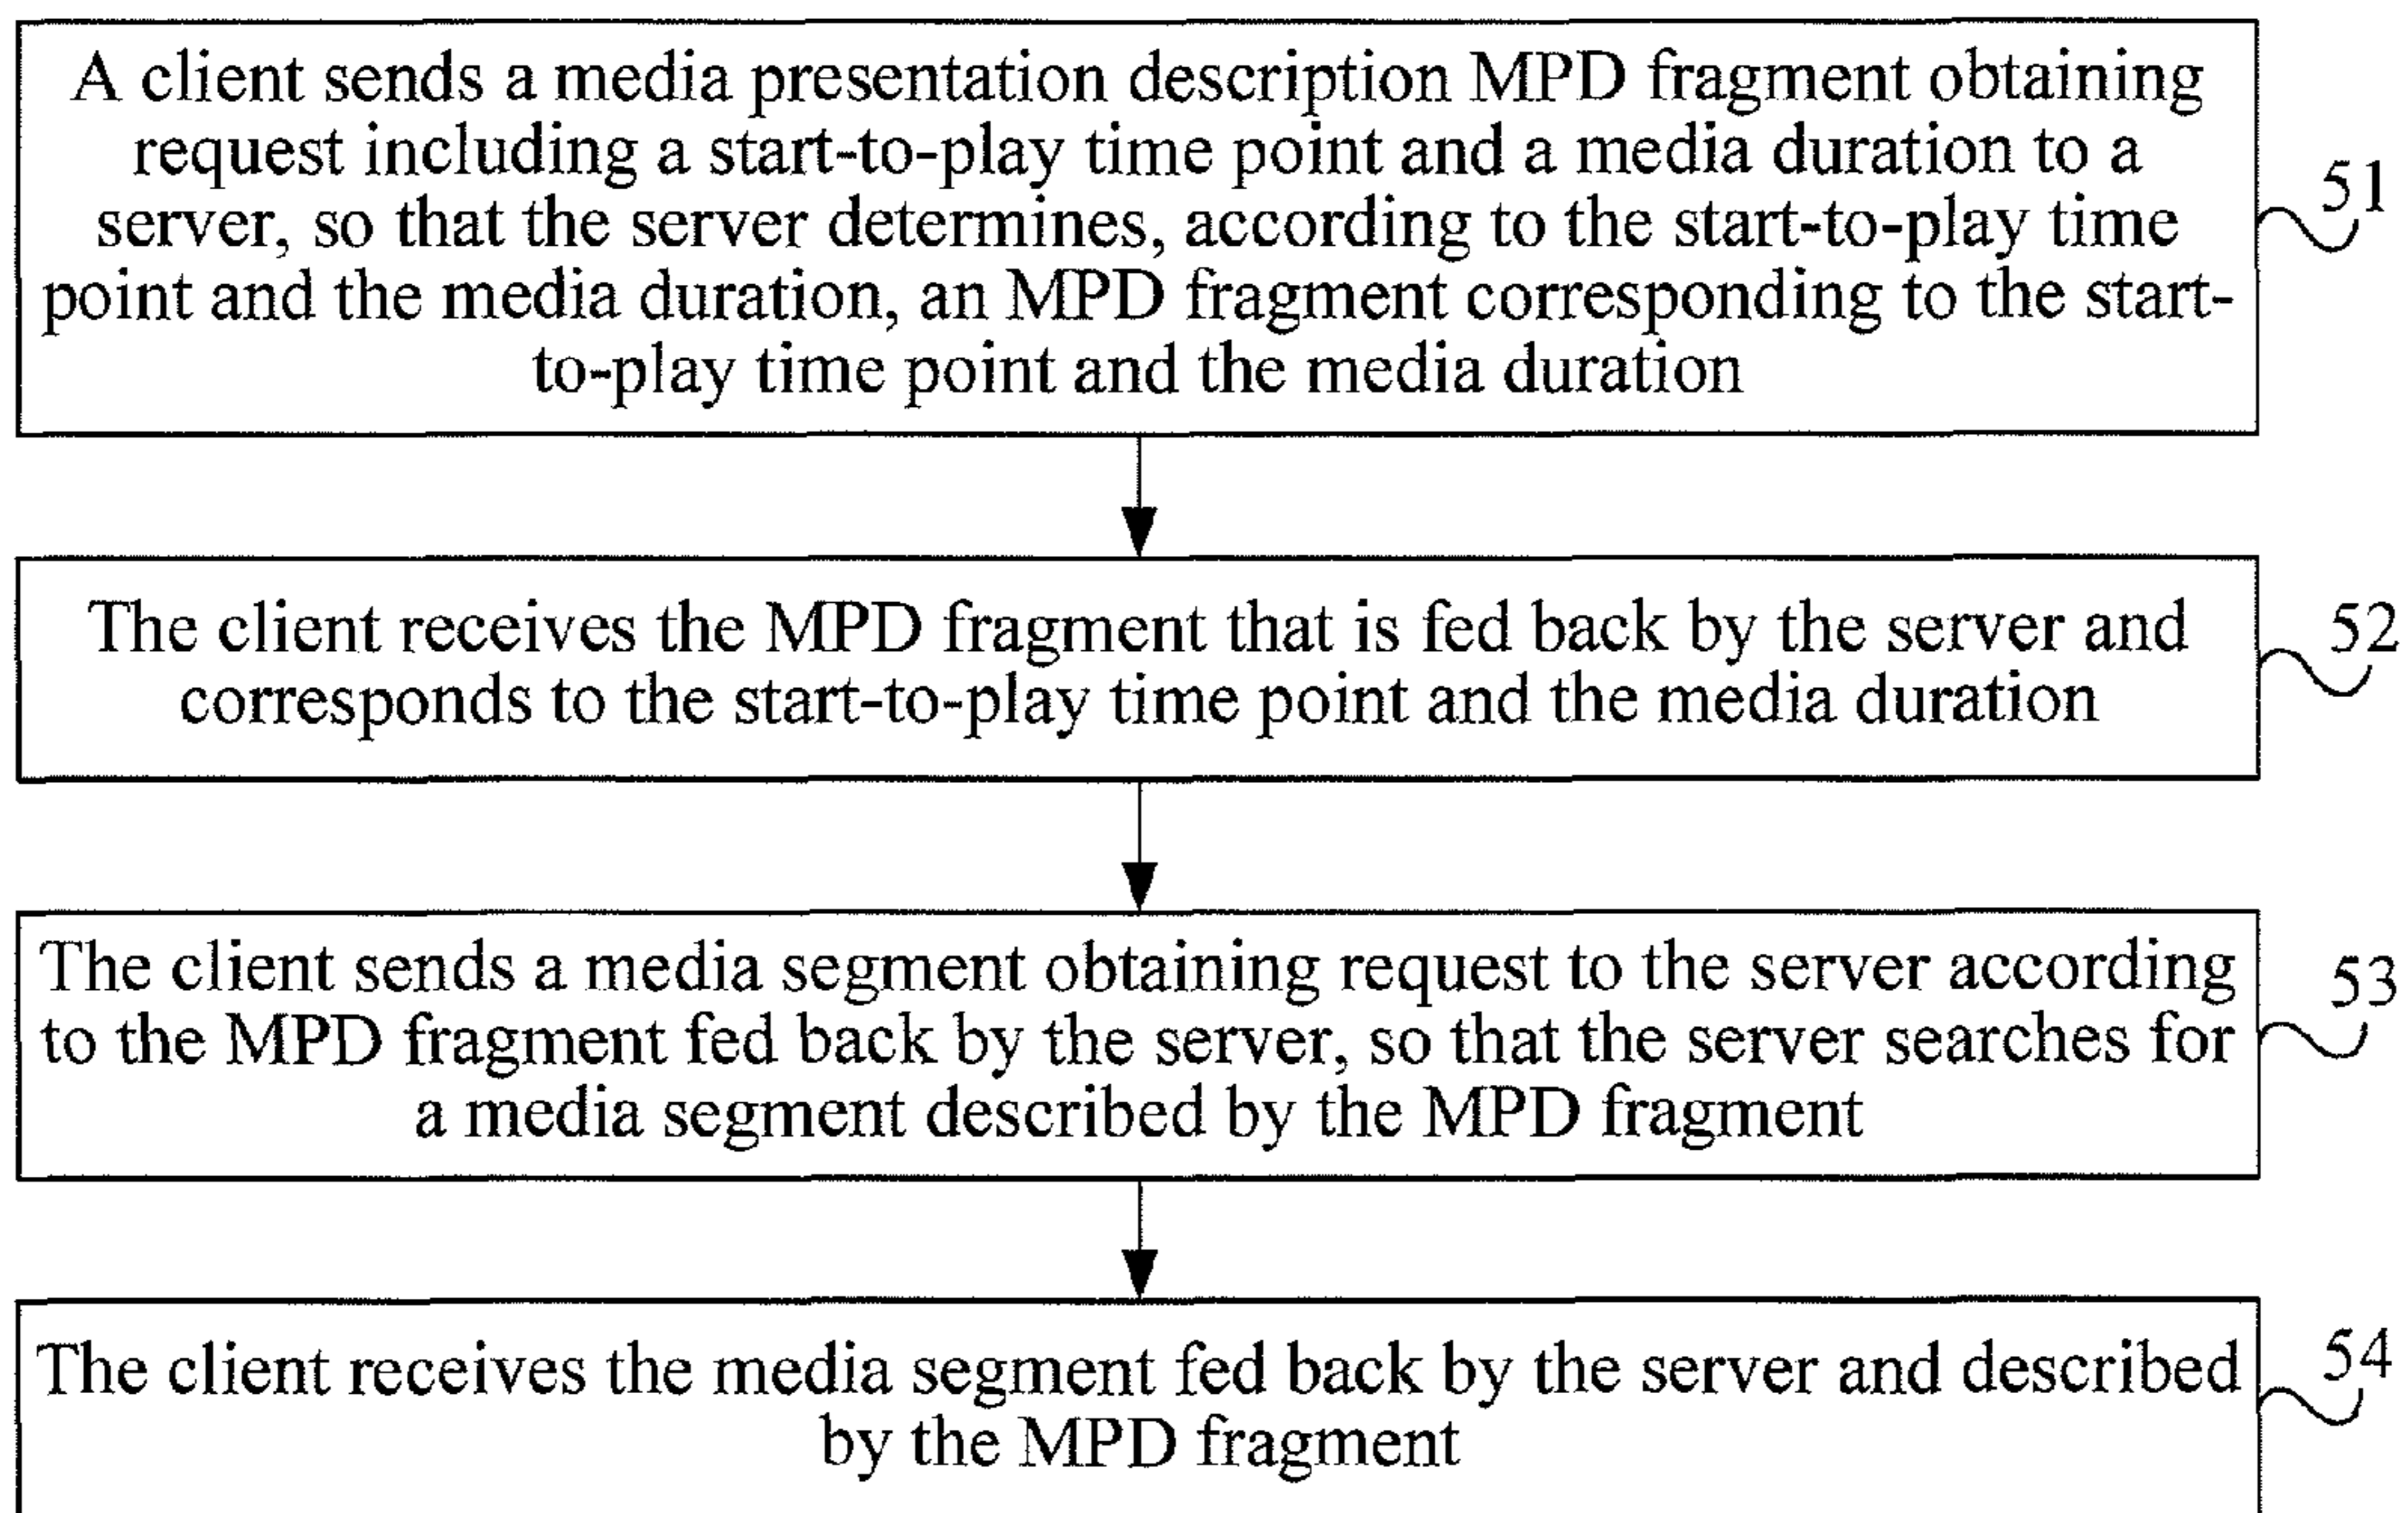 A client sends a media presentation description MPD fragment obtaining
request including a start-to-play time point and a media duration to a
server, so that the server determines, according to the start-to-play time
point and the media duration, an MPD fragment corresponding to the start-
to-play time point and the media duration
51
The client receives the MPD fragment that is fed back by the server and
corresponds to the start-to-play time point and the media duration
52
The client sends a media segment obtaining request to the server according
to the MPD fragment fed back by the server, so that the server searches for
a media segment described by the MPD fragment
53
The client receives the media segment fed back by the server and described
by the MPD fragment
54